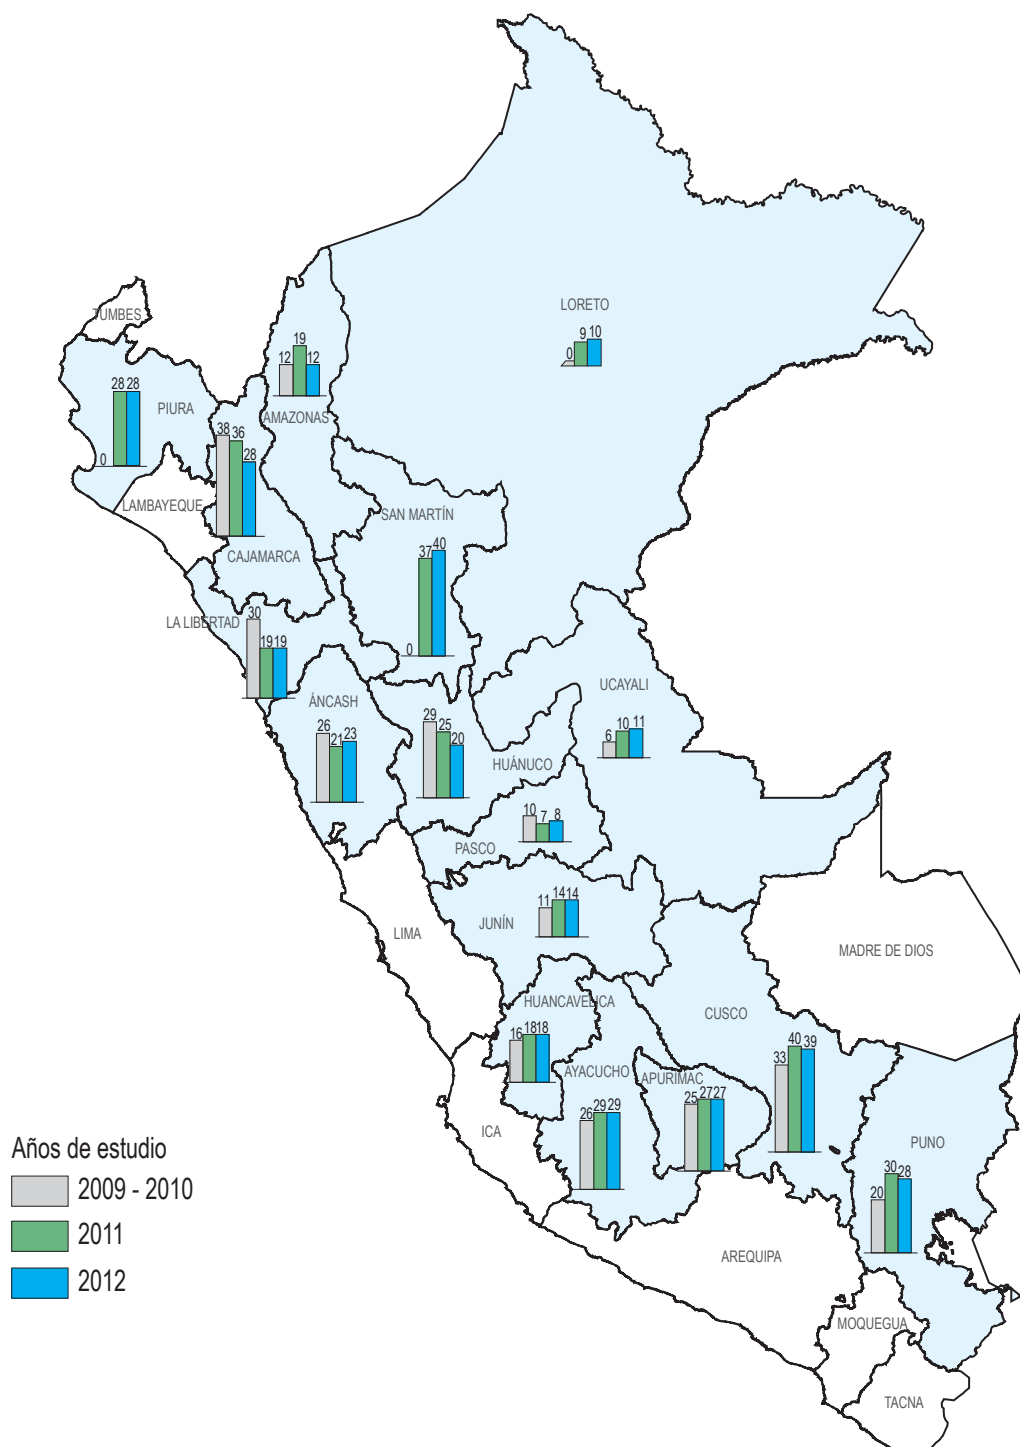 LORETO
0 9 10
TUMBES
12 19 12
AMAZONAS
PIURA
0 28 28
38 36 28
LAMBAYEQUE
SAN MARTÍN
0 37 40
CAJAMARCA
LA LIBERTAD
30 19 19
UCAYALI
6 10 11
ÁNCASH
26 21 23
29 25 20
HUÁNUCO
10 7 8
PASCO
11 14 14
JUNÍN
LIMA
MADRE DE DIOS
HUANCAVELICA
16 18 18
CUSCO
33 40 39
AYACUCHO
26 29 29
APURIMAC
25 27 27
ICA
PUNO
20 30 28
Años de estudio
2009 - 2010
2011
2012
AREQUIPA
MOQUEGUA
TACNA